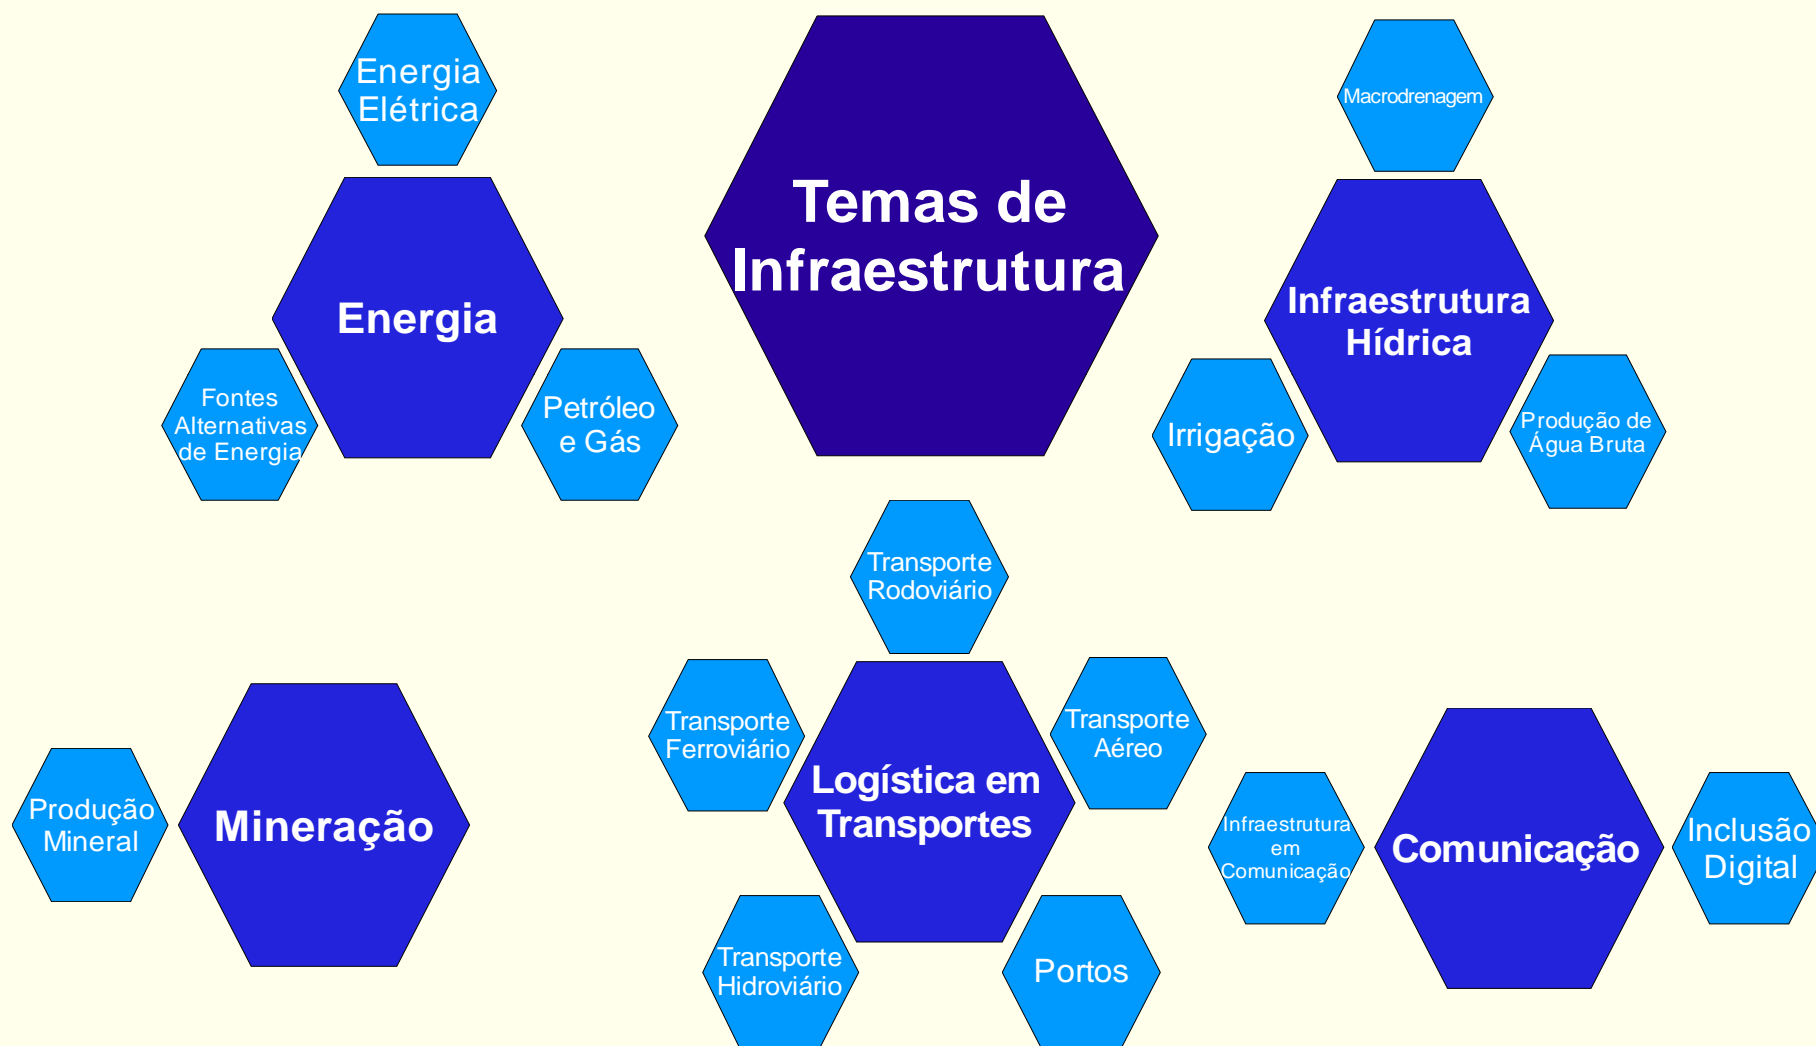 Temas de
Infraestrutura
Energia
Elétrica
Energia
Fontes
Alternativas
de Energia
Petróleo
e Gás
Macrodrenagem
Infraestrutura
Hídrica
Irrigação
Produção de
Água Bruta
Transporte
Rodoviário
Transporte
Ferroviário
Transporte
Aéreo
Logística em
Transportes
Transporte
Hidroviário
Portos
Produção
Mineral
Mineração
Infraestrutura
em
Comunicação
Comunicação
Inclusão
Digital